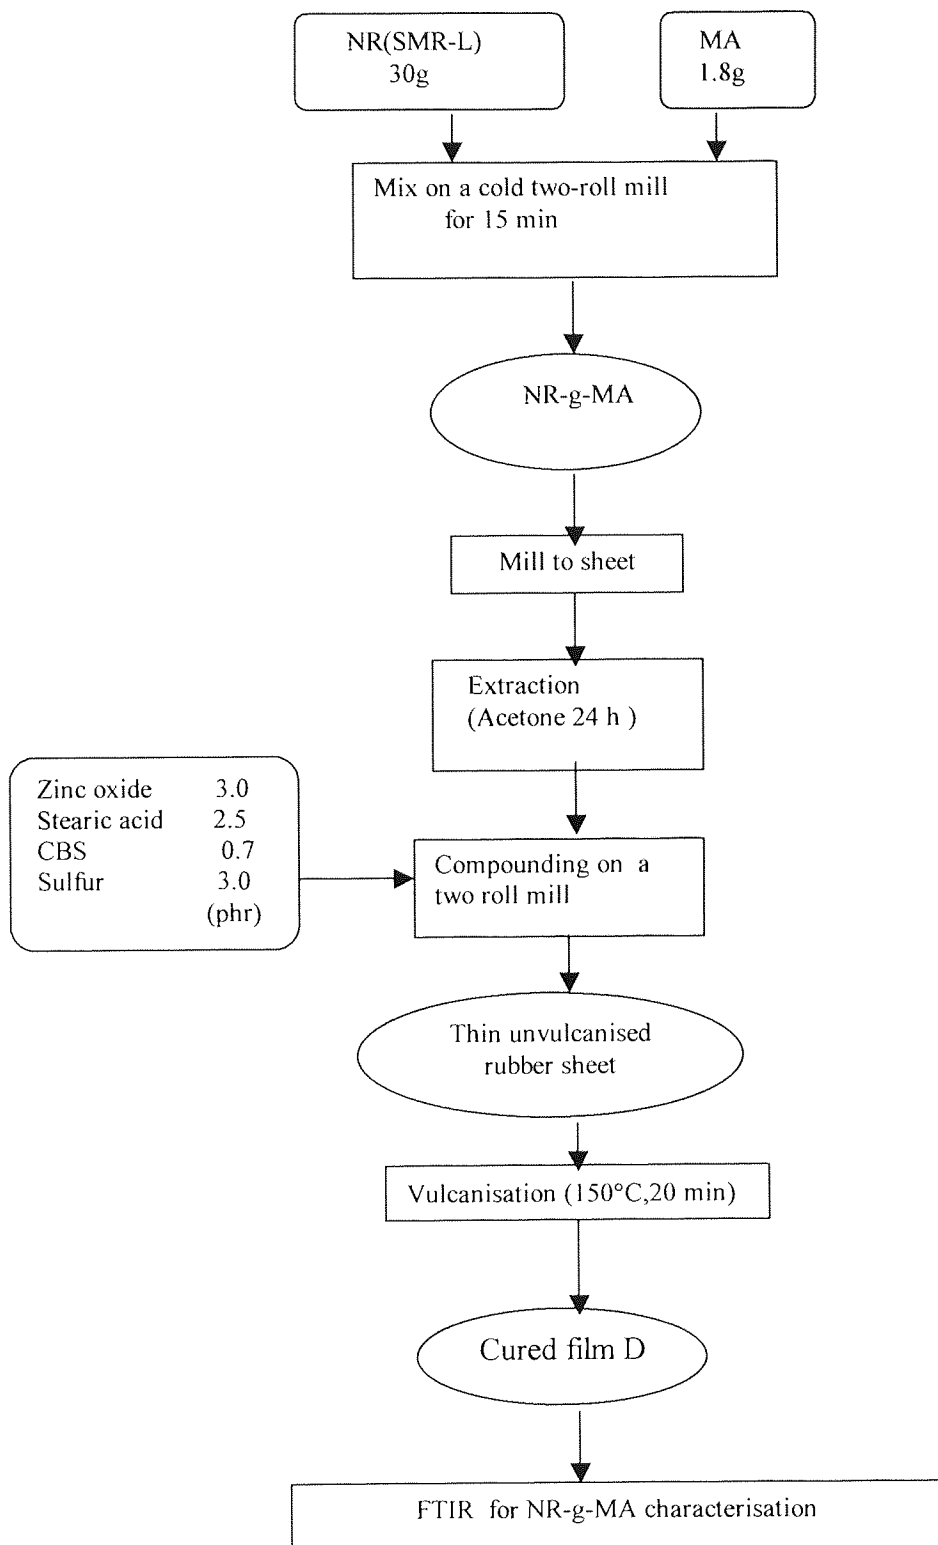 NR(SMR-L)
30g
MA
1.8g
Mix on a cold two-roll mill
for 15 min
NR-g-MA
Mill to sheet
Extraction
(Acetone 24 h )
Zinc oxide 3.0
Stearic acid 2.5
CBS 0.7
Sulfur 3.0
(phr)
Compounding on a
two roll mill
Thin unvulcanised
rubber sheet
Vulcanisation (150°C,20 min)
Cured film D
FTIR for NR-g-MA characterisation